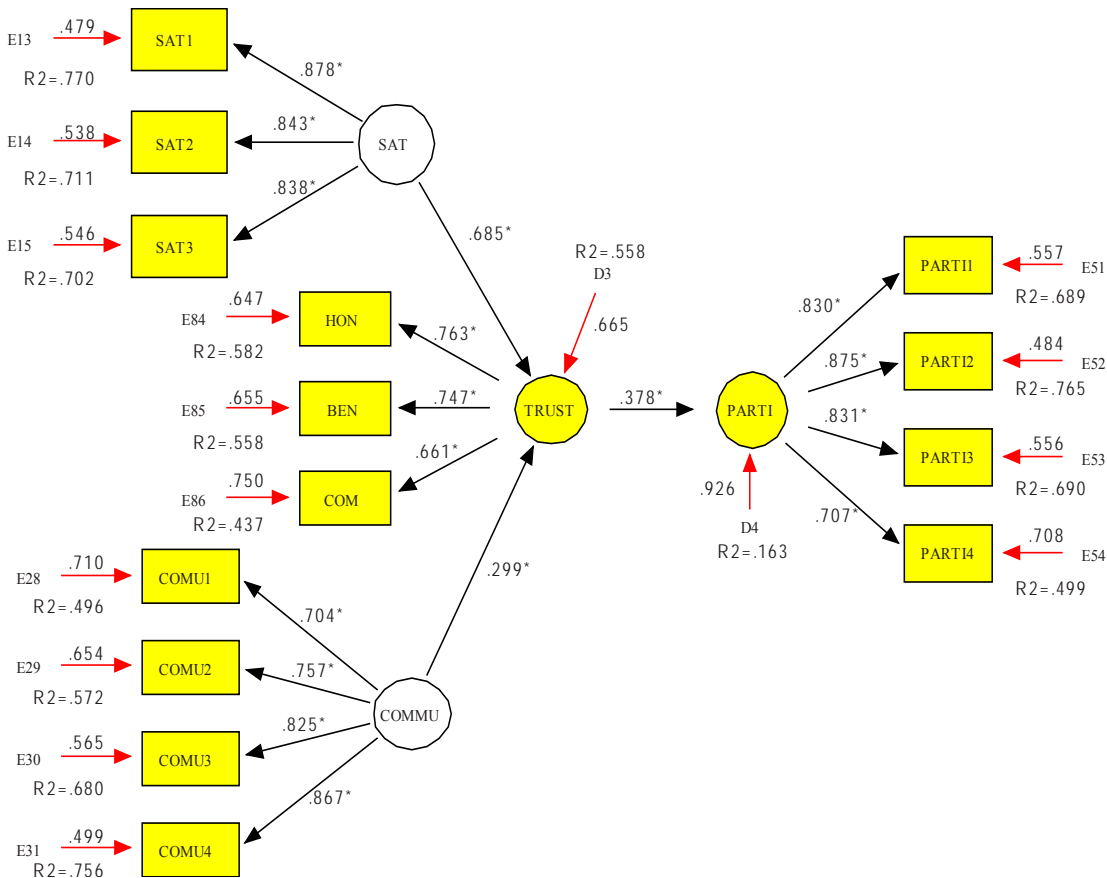 E13 .479 SAT1
R2=.770
.878*
E14 .538 SAT2
.843*
SAT
R2=.711
.838*
E15 .546 SAT3
R2=.702
.685*
R2=.558
D3
.665
E84 .647 HON
R2=.582
.763*
E85 .655 BEN
R2=.558
.747*
TRUST
.378*
PARTI
.661*
E86 .750 COM
R2=.437
.926
D4
R2=.163
.830*
PARTI1 .557 E51
R2=.689
.875*
PARTI2 .484 E52
R2=.765
.831*
PARTI3 .556 E53
R2=.690
.707*
PARTI4 .708 E54
R2=.499
.299*
E28 .710 COMU1
R2=.496
.704*
E29 .654 COMU2
R2=.572
.757*
COMMU
.825*
E30 .565 COMU3
R2=.680
.867*
E31 .499 COMU4
R2=.756